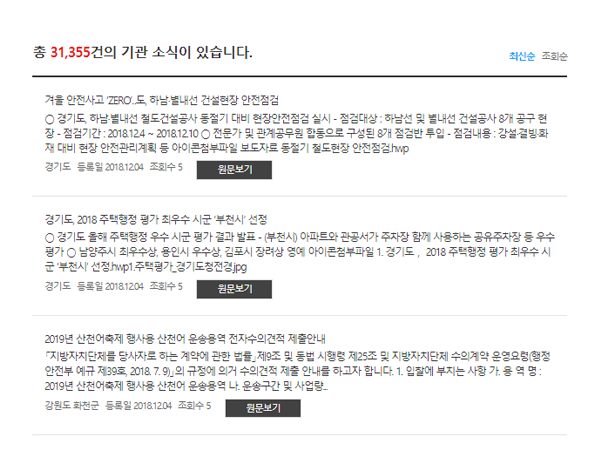 총 31,355건의 기관 소식이 있습니다.
최신순 조회순
겨울 안전사고 'ZERO'..도, 하남·별내선 건설현장 안전점검
○ 경기도, 하남·별내선 철도건설공사 동절기 대비 현장안전점검 실시 - 점검대상 : 하남선 및 별내선 건설공사 8개 공구 현
장 - 점검기간 : 2018.12.4 ~ 2018.12.10 ○ 전문가 및 관계공무원 합동으로 구성된 8개 점검반 투입 - 점검내용 : 강설·결빙·화
재 대비 현장 안전관리계획 등 아이콘첨부파일 보도자료 동절기 철도현장 안전점검.hwp
경기도 등록일 2018.12.04 조회수 5 원문보기
경기도, 2018 주택행정 평가 최우수 시군 '부천시' 선정
○ 경기도 올해 주택행정 우수 시군 평가 결과 발표 - (부천시) 아파트와 관공서가 주차장 함께 사용하는 공유주차장 등 우수
평가 ○ 남양주시 최우수상, 용인시 우수상, 김포시 장려상 영예 아이콘첨부파일 1. 경기도 , 2018 주택행정 평가 최우수 시
군 '부천시' 선정.hwp1.주택평가_경기도청전경.jpg
경기도 등록일 2018.12.04 조회수 5 원문보기
2019년 산천어축제 행사용 산천어 운송용역 전자수의견적 제출안내
「지방자치단체를 당사자로 하는 계약에 관한 법률」제9조 및 동법 시행령 제25조 및 지방자치단체 수의계약 운영요령(행정
안전부 예규 제39호, 2018. 7. 9)」의 규정에 의거 수의견적 제출 안내를 하고자 합니다. 1. 입찰에 부치는 사항 가. 용 역 명 :
2019년 산천어축제 행사용 산천어 운송용역 나. 운송구간 및 사업량...
강원도 화천군 등록일 2018.12.04 조회수 5 원문보기